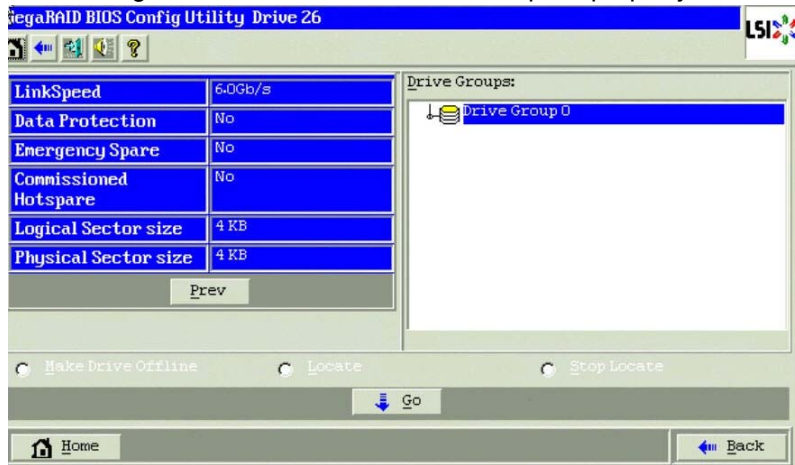 egaRAID BIOS Config Utility Drive 26
LSI
?
LinkSpeed 6.0Gb/s
Data Protection No
Emergency Spare No
Commissioned No
Hotspare
Logical Sector size 4 KB
Physical Sector size 4 KB
Prev
Drive Groups:
Drive Group 0
Make Drive Offline Locate Stop Locate
Go
Home Back